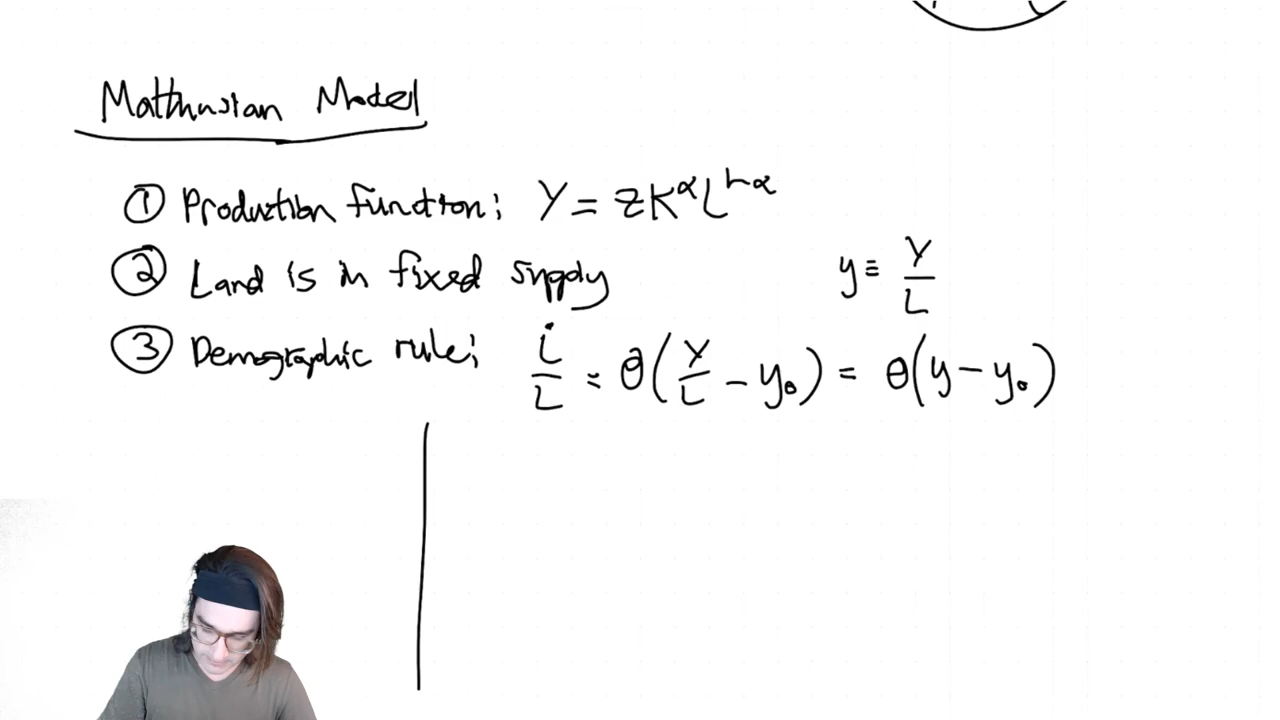 Malthusian Model
① Production function: Y = ZK^α L^1-α
② Land is in fixed supply
y ≡ Y/L
③ Demographic rule: L̇/L = θ(Y/L - y₀) = θ(y - y₀)